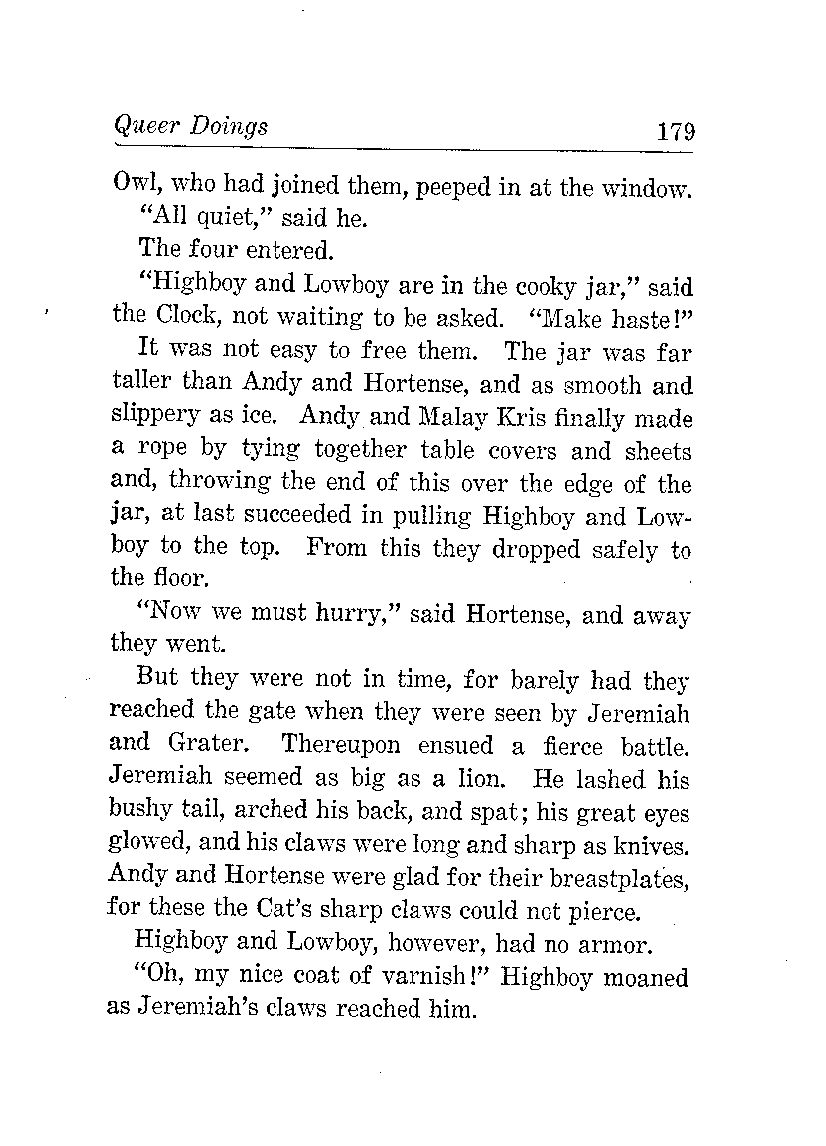 Queer Doings 179
Owl, who had joined them, peeped in at the window.
“All quiet,” said he.
The four entered.
“Highboy and Lowboy are in the cooky jar,” said
the Clock, not waiting to be asked. “Make haste!”
It was not easy to free them. The jar was far
taller than Andy and Hortense, and as smooth and
slippery as ice. Andy and Malay Kris finally made
a rope by tying together table covers and sheets
and, throwing the end of this over the edge of the
jar, at last succeeded in pulling Highboy and Low-
boy to the top. From this they dropped safely to
the floor.
“Now we must hurry,” said Hortense, and away
they went.
But they were not in time, for barely had they
reached the gate when they were seen by Jeremiah
and Grater. Thereupon ensued a fierce battle.
Jeremiah seemed as big as a lion. He lashed his
bushy tail, arched his back, and spat; his great eyes
glowed, and his claws were long and sharp as knives.
Andy and Hortense were glad for their breastplates,
for these the Cat’s sharp claws could not pierce.
Highboy and Lowboy, however, had no armor.
“Oh, my nice coat of varnish!” Highboy moaned
as Jeremiah’s claws reached him.